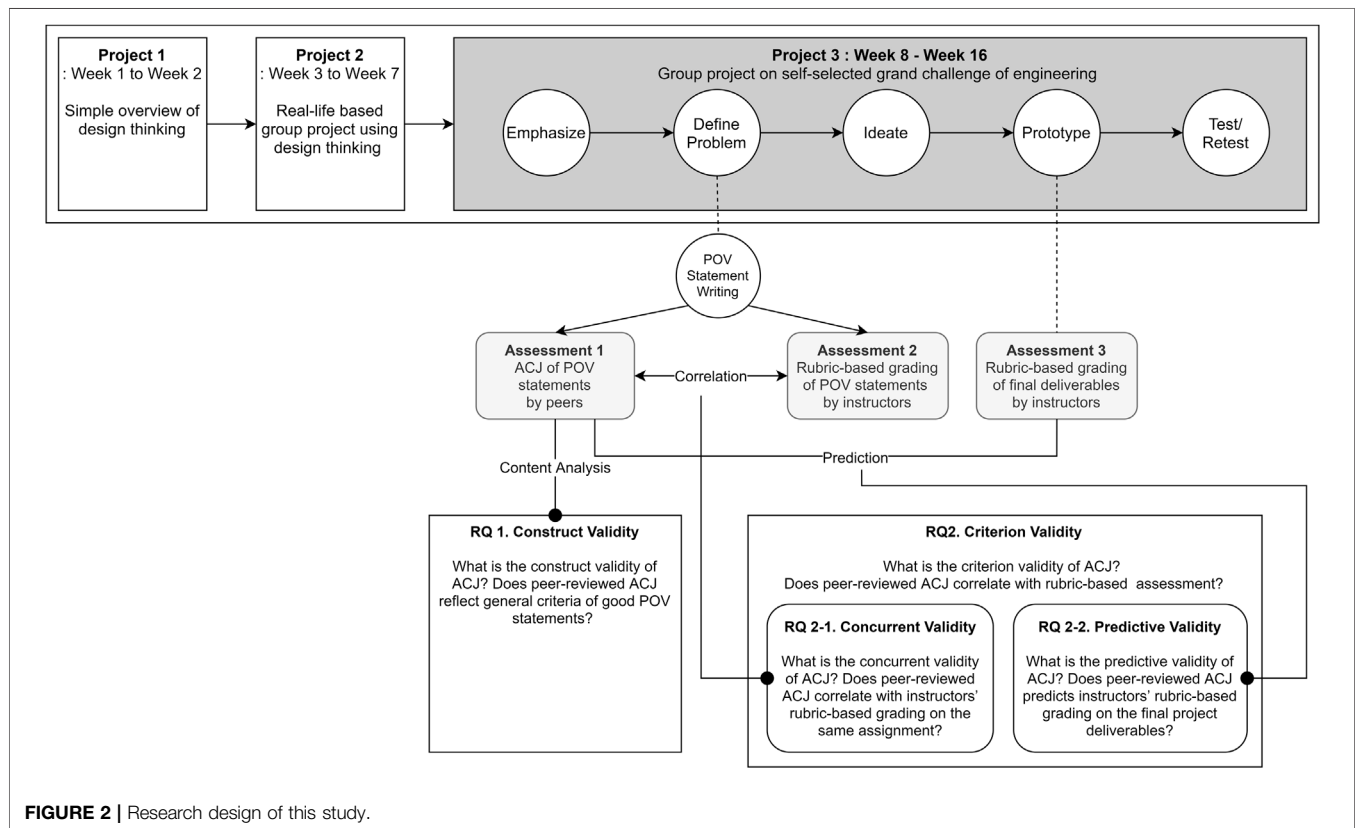 Project 1
: Week 1 to Week 2
Simple overview of
design thinking
Project 2
: Week 3 to Week 7
Real-life based
group project using
design thinking
Project 3 : Week 8 - Week 16
Group project on self-selected grand challenge of engineering
Emphasize
Define
Problem
Ideate
Prototype
Test/
Retest
POV
Statement
Writing
Assessment 1
ACJ of POV
statements
by peers
Correlation
Assessment 2
Rubric-based grading
of POV statements
by instructors
Assessment 3
Rubric-based grading
of final deliverables
by instructors
Content Analysis
Prediction
RQ 1. Construct Validity
What is the construct validity of
ACJ? Does peer-reviewed ACJ
reflect general criteria of good POV
statements?
RQ2. Criterion Validity
What is the criterion validity of ACJ?
Does peer-reviewed ACJ correlate with rubric-based assessment?
RQ 2-1. Concurrent Validity
What is the concurrent validity
of ACJ? Does peer-reviewed
ACJ correlate with instructors'
rubric-based grading on the
same assignment?
RQ 2-2. Predictive Validity
What is the predictive validity of
ACJ? Does peer-reviewed ACJ
predicts instructors' rubric-based
grading on the final project
deliverables?
FIGURE 2 | Research design of this study.